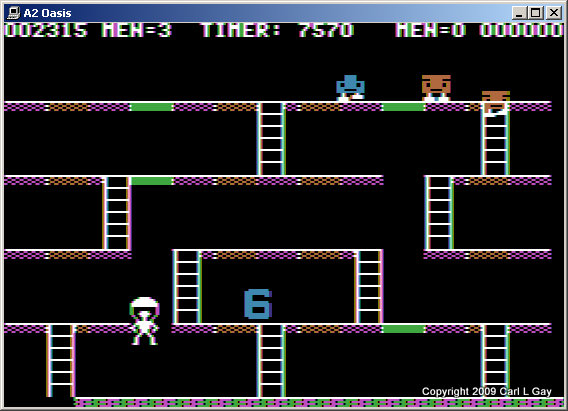 A2 Oasis
002315 MEN=3 TIMER: 7570 MEN=0 000000
6
Copyright 2009 Carl L Gay